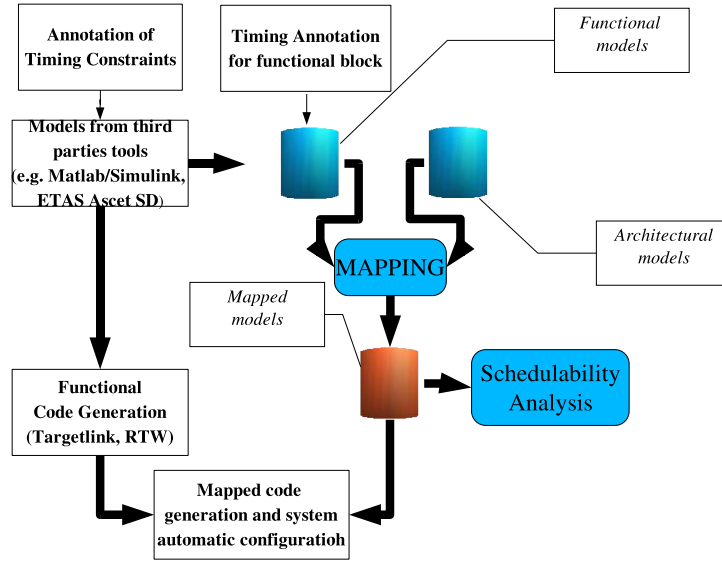 Annotation of
Timing Constraints
Timing Annotation
for functional block
Functional
models
Models from third
parties tools
(e.g. Matlab/Simulink,
ETAS Ascet SD)
MAPPING
Architectural
models
Mapped
models
Schedulability
Analysis
Functional
Code Generation
(Targetlink, RTW)
Mapped code
generation and system
automatic configuratioh